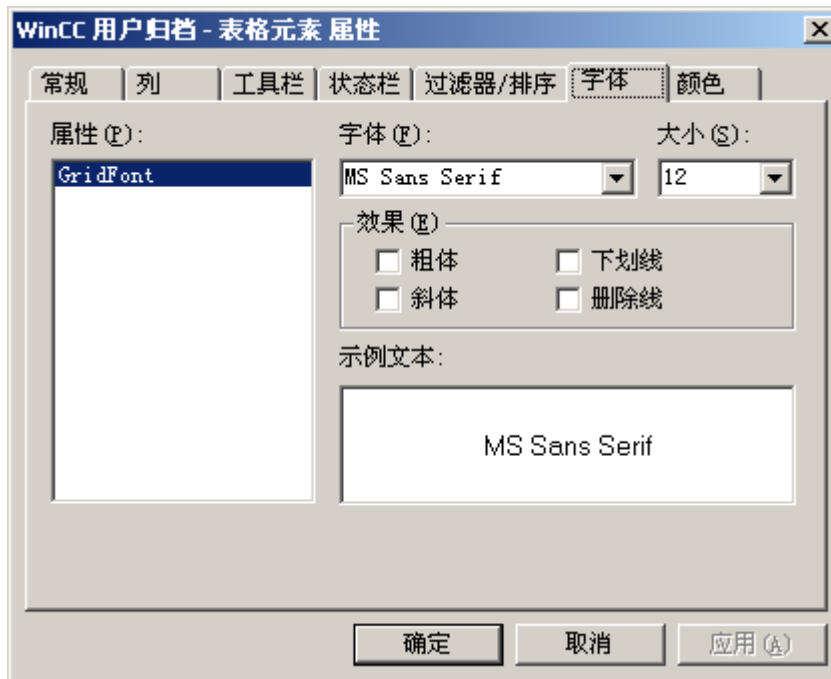 WinCC 用户归档 - 表格元素 属性
常规 列 工具栏 状态栏 过滤器/排序 字体 颜色
属性(P): 字体(F): 大小(S):
GridFont MS Sans Serif 12
效果(E)
粗体 下划线
斜体 删除线
示例文本:
MS Sans Serif
确定 取消 应用(A)